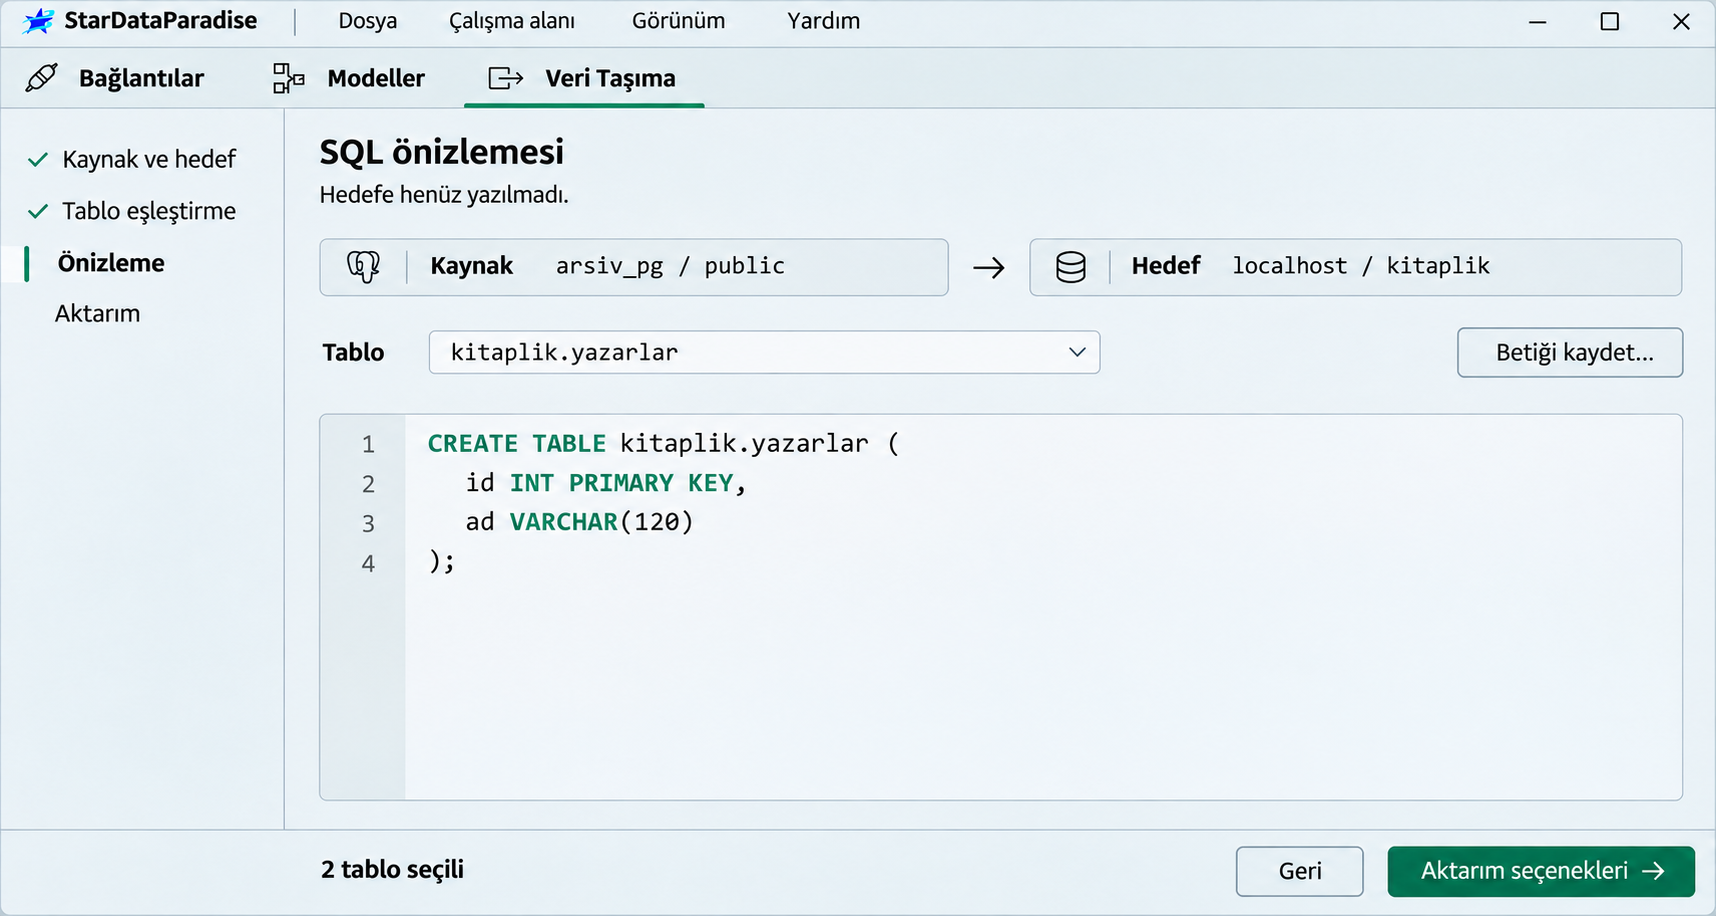 StarDataParadise Dosya Çalışma alanı Görünüm Yardım
Bağlantılar Modeller Veri Taşıma
Kaynak ve hedef
Tablo eşleştirme
Önizleme
Aktarım
SQL önizlemesi
Hedefe henüz yazılmadı.
Kaynak arsiv_pg / public → Hedef localhost / kitaplik
Tablo kitaplik.yazarlar Betiği kaydet...
1 CREATE TABLE kitaplik.yazarlar (
2 id INT PRIMARY KEY,
3 ad VARCHAR(120)
4 );
2 tablo seçili Geri Aktarım seçenekleri →